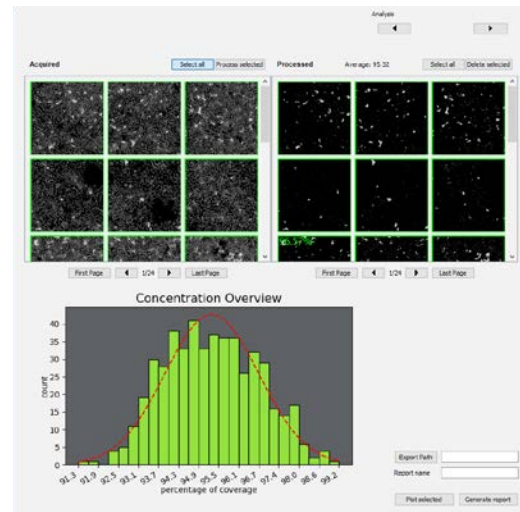 Analysis
Acquired
Select all
Process selected
Processed
Average: 95.32
Select all
Delete selected
First Page
1/24
Last Page
First Page
1/24
Last Page
Concentration Overview
count
40
35
30
25
20
15
10
5
0
91.3 91.9 92.5 93.1 93.7 94.3 94.9 95.5 96.1 96.7 97.4 98.0 98.6 99.2
percentage of coverage
Export Path
Report name
Plot selected
Generate report